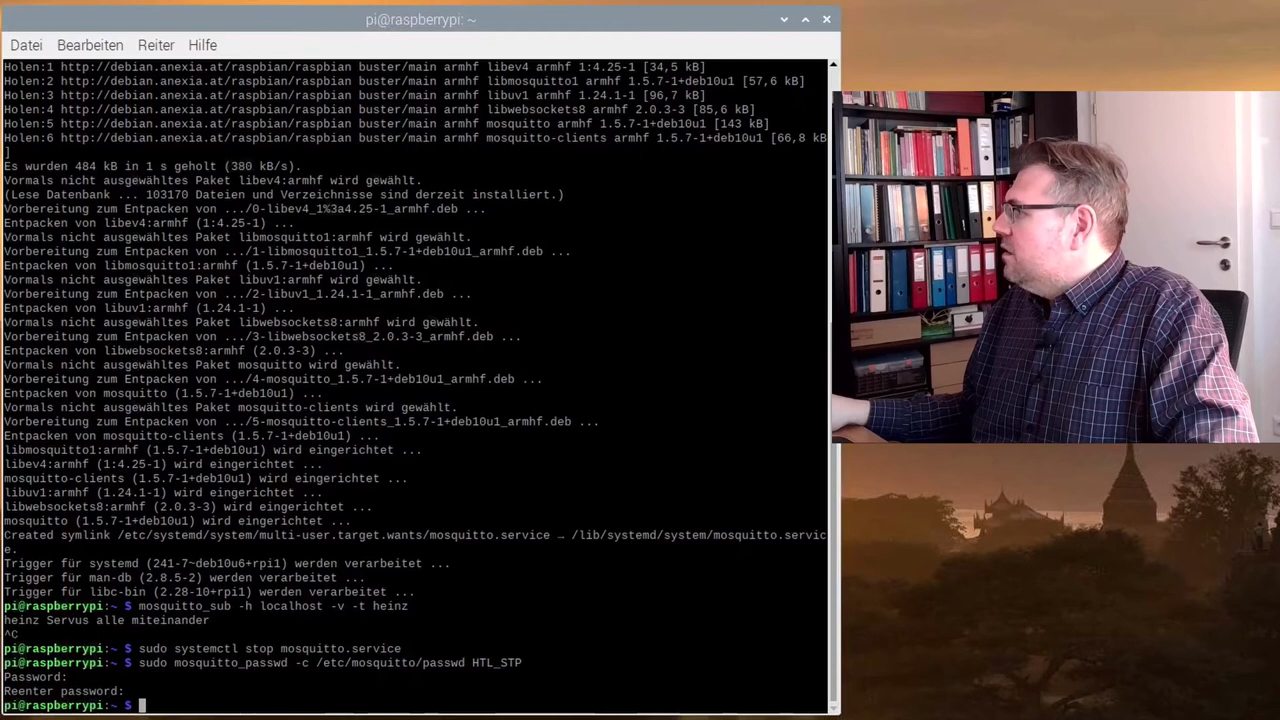 pi@raspberrypi: ~
Datei Bearbeiten Reiter Hilfe
Holen:1 http://debian.anexia.at/raspbian/raspbian buster/main armhf libev4 armhf 1:4.25-1 [34,5 kB]
Holen:2 http://debian.anexia.at/raspbian/raspbian buster/main armhf libmosquitto1 armhf 1.5.7-1+deb10u1 [57,6 kB]
Holen:3 http://debian.anexia.at/raspbian/raspbian buster/main armhf libuv1 armhf 1.24.1-1 [96,7 kB]
Holen:4 http://debian.anexia.at/raspbian/raspbian buster/main armhf libwebsockets8 armhf 2.0.3-3 [85,6 kB]
Holen:5 http://debian.anexia.at/raspbian/raspbian buster/main armhf mosquitto armhf 1.5.7-1+deb10u1 [143 kB]
Holen:6 http://debian.anexia.at/raspbian/raspbian buster/main armhf mosquitto-clients armhf 1.5.7-1+deb10u1 [66,8 kB
]
Es wurden 484 kB in 1 s geholt (380 kB/s).
Vormals nicht ausgewähltes Paket libev4:armhf wird gewählt.
(Lese Datenbank ... 103170 Dateien und Verzeichnisse sind derzeit installiert.)
Vorbereitung zum Entpacken von .../0-libev4_1%3a4.25-1_armhf.deb ...
Entpacken von libev4:armhf (1:4.25-1) ...
Vormals nicht ausgewähltes Paket libmosquitto1:armhf wird gewählt.
Vorbereitung zum Entpacken von .../1-libmosquitto1_1.5.7-1+deb10u1_armhf.deb ...
Entpacken von libmosquitto1:armhf (1.5.7-1+deb10u1) ...
Vormals nicht ausgewähltes Paket libuv1:armhf wird gewählt.
Vorbereitung zum Entpacken von .../2-libuv1_1.24.1-1_armhf.deb ...
Entpacken von libuv1:armhf (1.24.1-1) ...
Vormals nicht ausgewähltes Paket libwebsockets8:armhf wird gewählt.
Vorbereitung zum Entpacken von .../3-libwebsockets8_2.0.3-3_armhf.deb ...
Entpacken von libwebsockets8:armhf (2.0.3-3) ...
Vormals nicht ausgewähltes Paket mosquitto wird gewählt.
Vorbereitung zum Entpacken von .../4-mosquitto_1.5.7-1+deb10u1_armhf.deb ...
Entpacken von mosquitto (1.5.7-1+deb10u1) ...
Vormals nicht ausgewähltes Paket mosquitto-clients wird gewählt.
Vorbereitung zum Entpacken von .../5-mosquitto-clients_1.5.7-1+deb10u1_armhf.deb ...
Entpacken von mosquitto-clients (1.5.7-1+deb10u1) ...
libmosquitto1:armhf (1.5.7-1+deb10u1) wird eingerichtet ...
libev4:armhf (1:4.25-1) wird eingerichtet ...
mosquitto-clients (1.5.7-1+deb10u1) wird eingerichtet ...
libuv1:armhf (1.24.1-1) wird eingerichtet ...
libwebsockets8:armhf (2.0.3-3) wird eingerichtet ...
mosquitto (1.5.7-1+deb10u1) wird eingerichtet ...
Created symlink /etc/systemd/system/multi-user.target.wants/mosquitto.service → /lib/systemd/system/mosquitto.servic
e.
Trigger für systemd (241-7~deb10u6+rpi1) werden verarbeitet ...
Trigger für man-db (2.8.5-2) werden verarbeitet ...
Trigger für libc-bin (2.28-10+rpi1) werden verarbeitet ...
pi@raspberrypi:~ $ mosquitto_sub -h localhost -v -t heinz
heinz Servus alle miteinander
^C
pi@raspberrypi:~ $ sudo systemctl stop mosquitto.service
pi@raspberrypi:~ $ sudo mosquitto_passwd -c /etc/mosquitto/passwd HTL_STP
Password:
Reenter password:
pi@raspberrypi:~ $